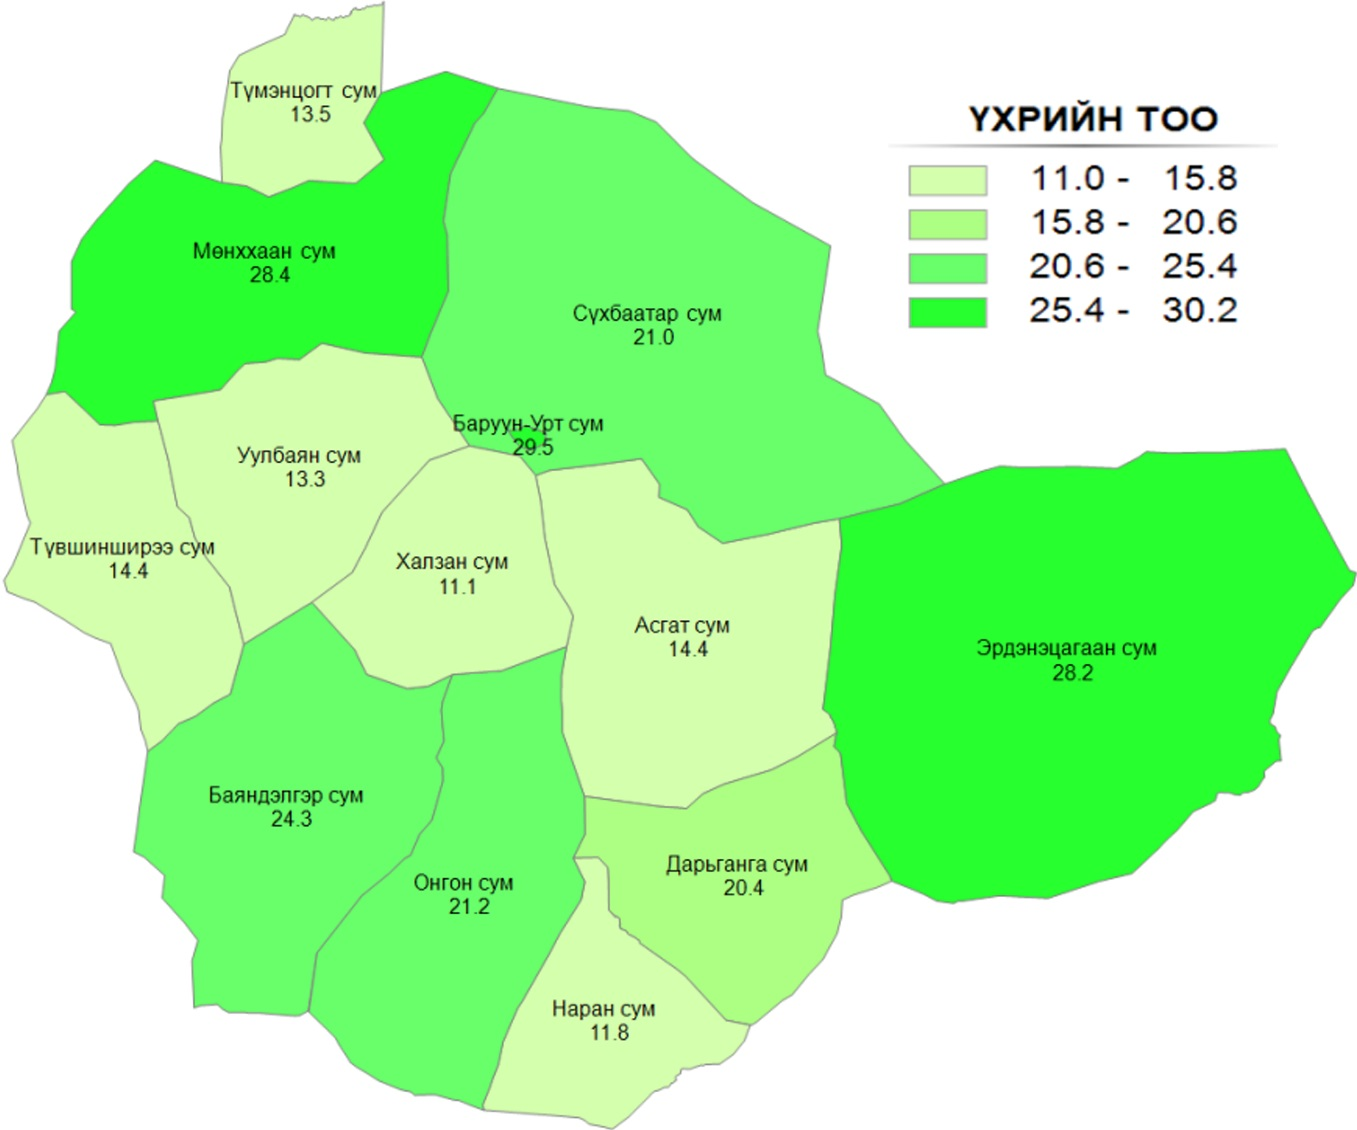 Түмэнцогт сум
13.5
ҮХРИЙН ТОО
11.0 - 15.8
15.8 - 20.6
20.6 - 25.4
25.4 - 30.2
Мөнххаан сум
28.4
Сүхбаатар сум
21.0
Баруун-Урт сум
29.5
Уулбаян сум
13.3
Түвшинширээ сум
14.4
Халзан сум
11.1
Асгат сум
14.4
Эрдэнэцагаан сум
28.2
Баяндэлгэр сум
24.3
Онгон сум
21.2
Дарьганга сум
20.4
Наран сум
11.8